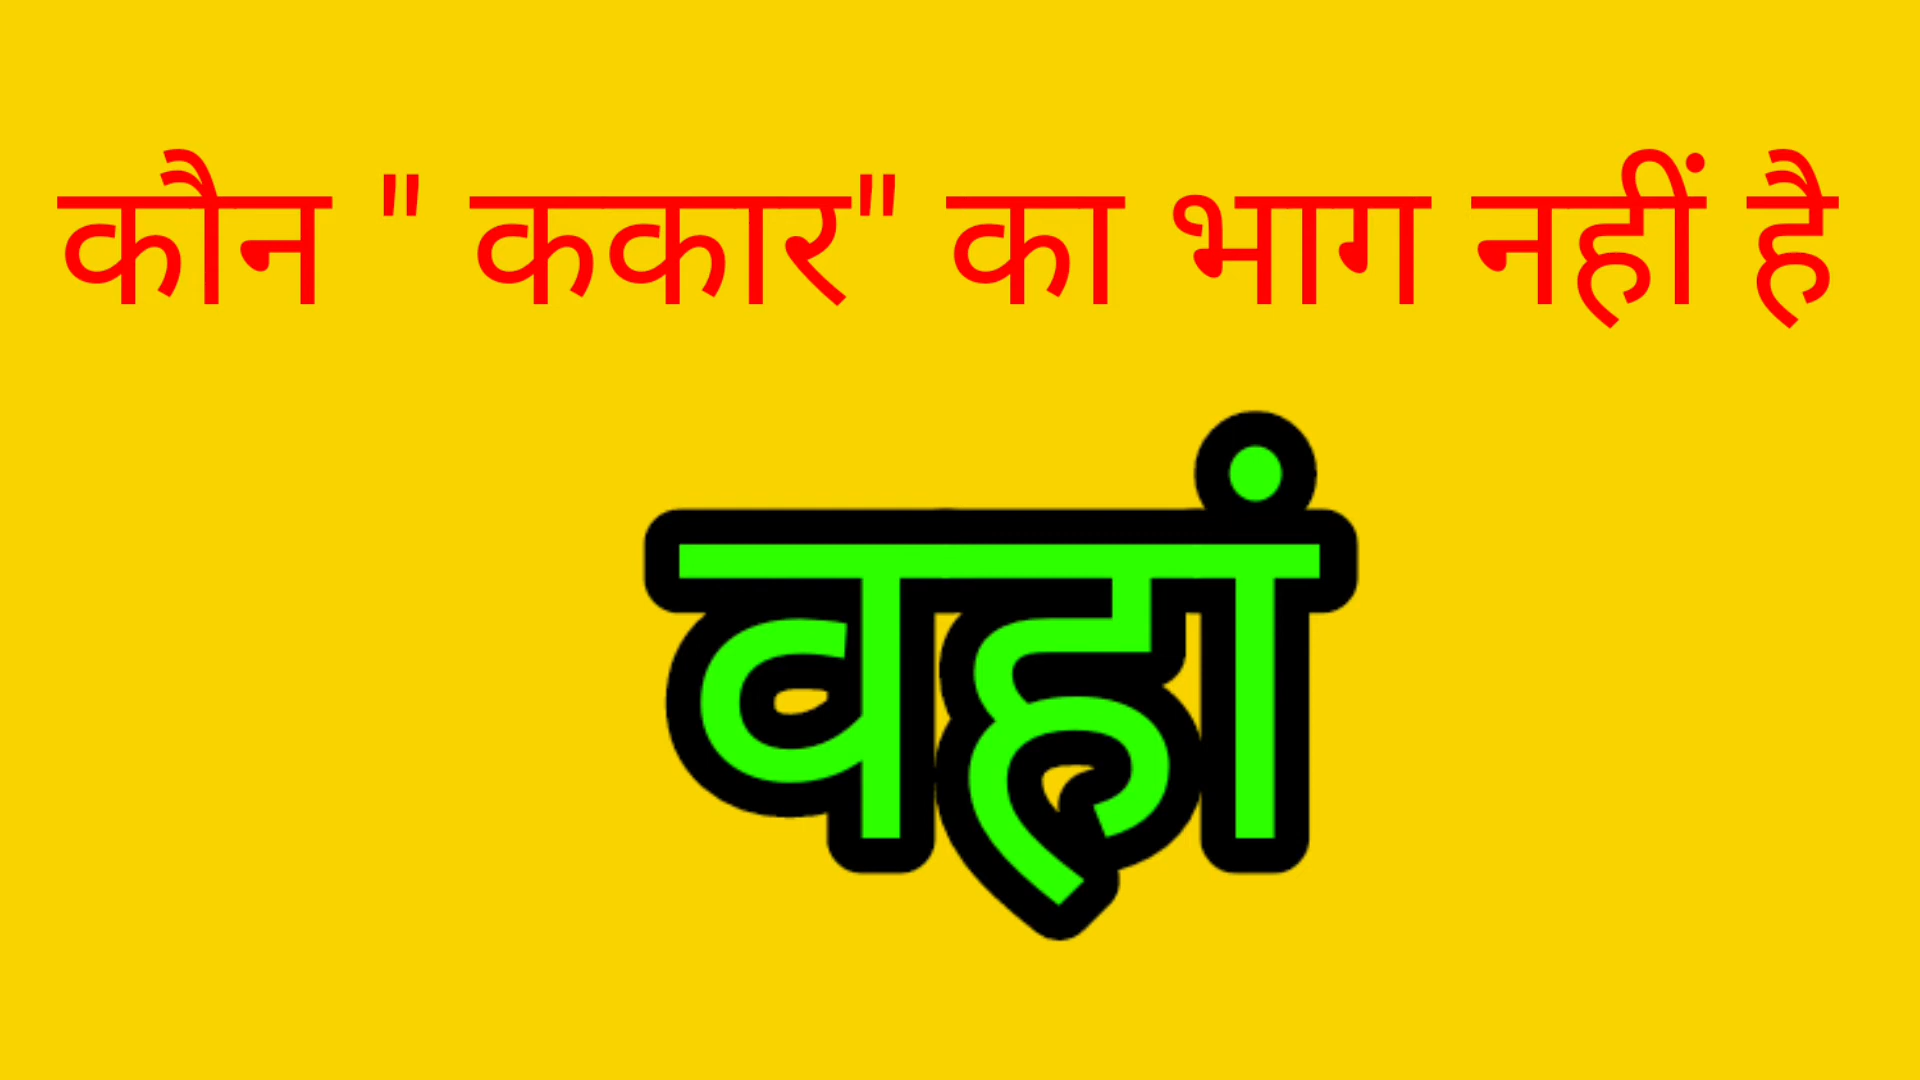 कौन " ककार" का भाग नहीं है
वहां